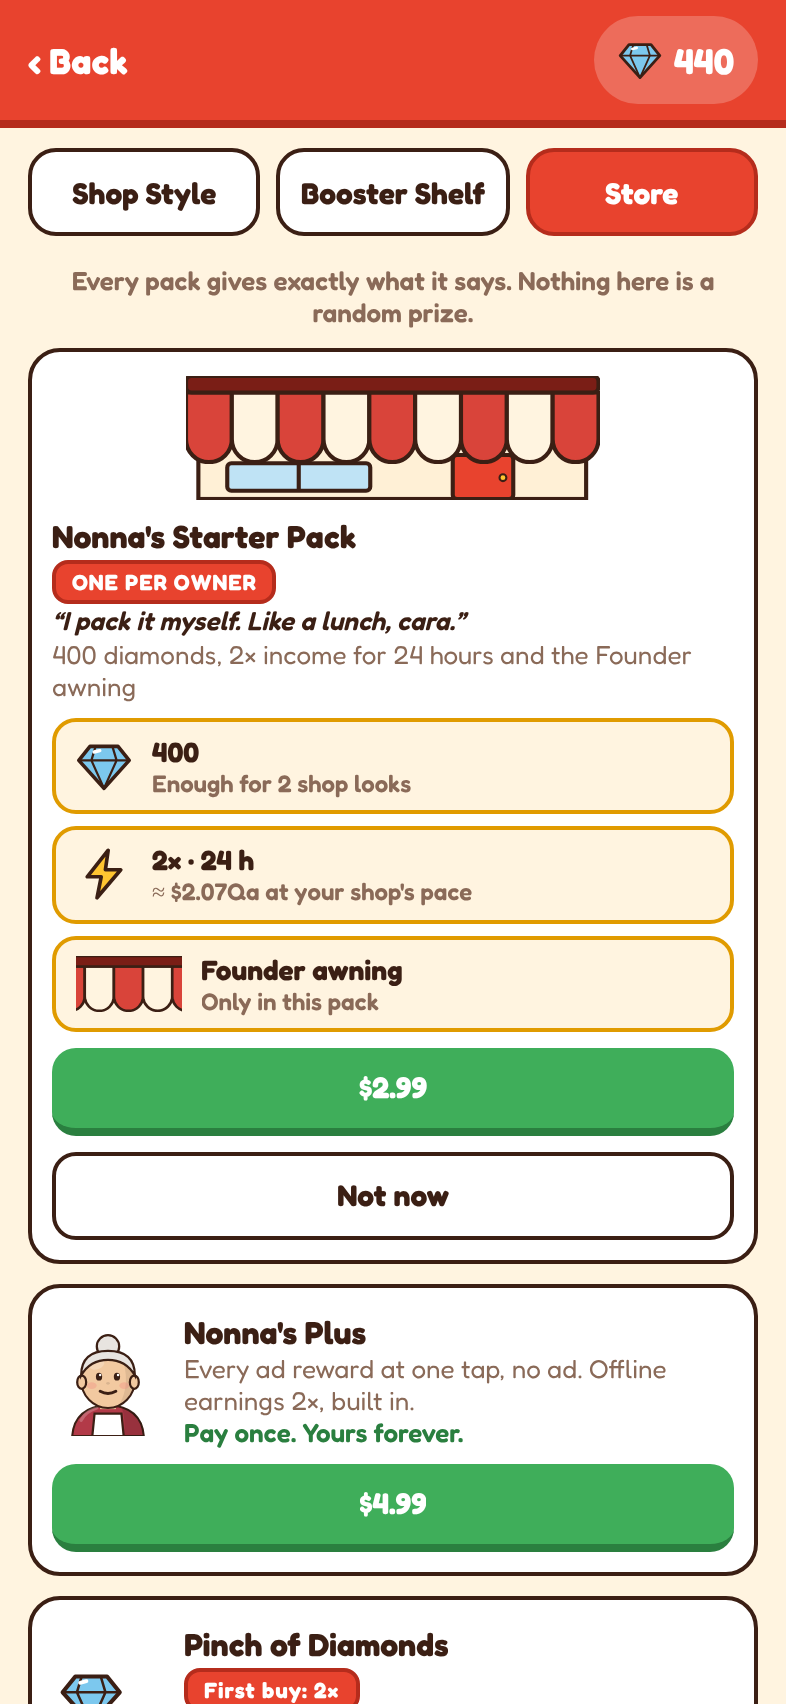 ‹ Back
440
Shop Style
Booster Shelf
Store
Every pack gives exactly what it says. Nothing here is a
random prize.
Nonna's Starter Pack
ONE PER OWNER
“I pack it myself. Like a lunch, cara.”
400 diamonds, 2× income for 24 hours and the Founder
awning
400
Enough for 2 shop looks
2× · 24 h
≈ $2.07Qa at your shop's pace
Founder awning
Only in this pack
$2.99
Not now
Nonna's Plus
Every ad reward at one tap, no ad. Offline
earnings 2×, built in.
Pay once. Yours forever.
$4.99
Pinch of Diamonds
First buy: 2×